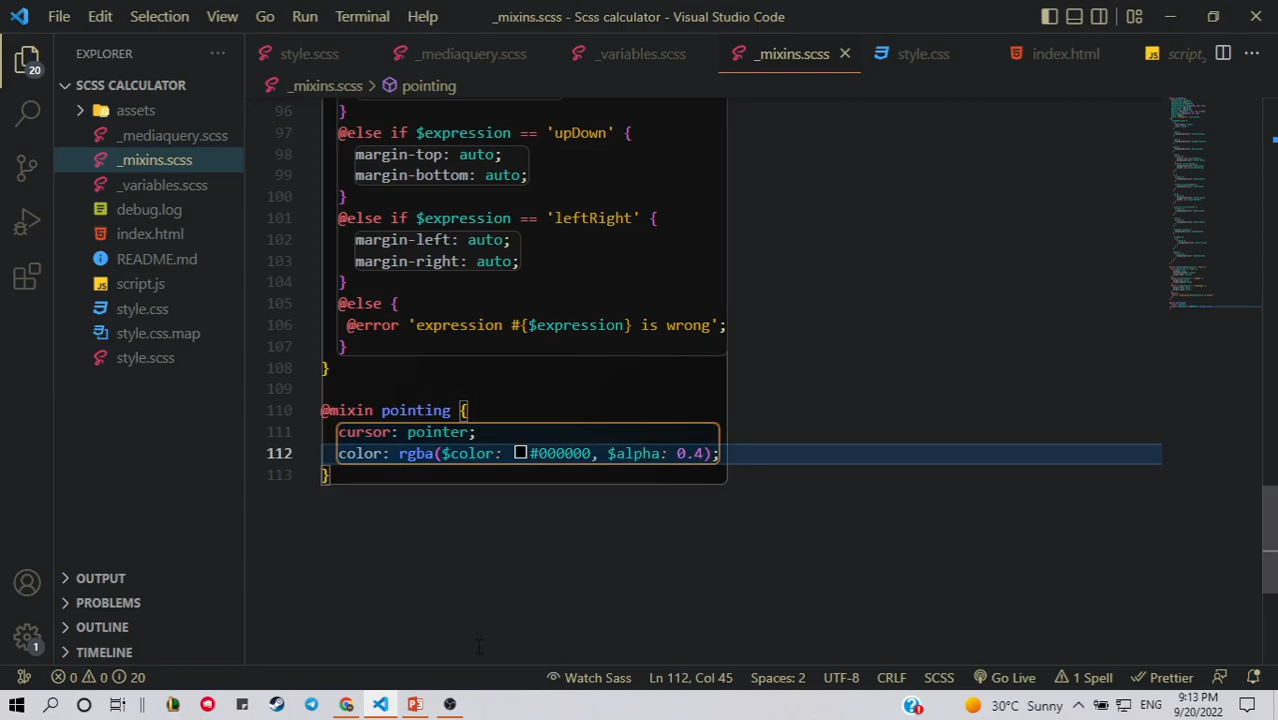 File Edit Selection View Go Run Terminal Help _mixins.scss - Scss calculator - Visual Studio Code
20
EXPLORER
style.scss _mediaquery.scss _variables.scss _mixins.scss style.css index.html script.
SCSS CALCULATOR
_mixins.scss > pointing
assets
_mediaquery.scss
_mixins.scss
_variables.scss
debug.log
index.html
README.md
script.js
style.css
style.css.map
style.scss
96 }
97 @else if $expression == 'upDown' {
98 margin-top: auto;
99 margin-bottom: auto;
100 }
101 @else if $expression == 'leftRight' {
102 margin-left: auto;
103 margin-right: auto;
104 }
105 @else {
106 @error 'expression #{$expression} is wrong';
107 }
108 }
109
110 @mixin pointing {
111 cursor: pointer;
112 color: rgba($color: #000000, $alpha: 0.4);
113 }
OUTPUT
PROBLEMS
OUTLINE
TIMELINE
1
0 0 20 Watch Sass Ln 112, Col 45 Spaces: 2 UTF-8 CRLF SCSS Go Live 1 Spell Prettier
30°C Sunny ENG
9:13 PM
9/20/2022